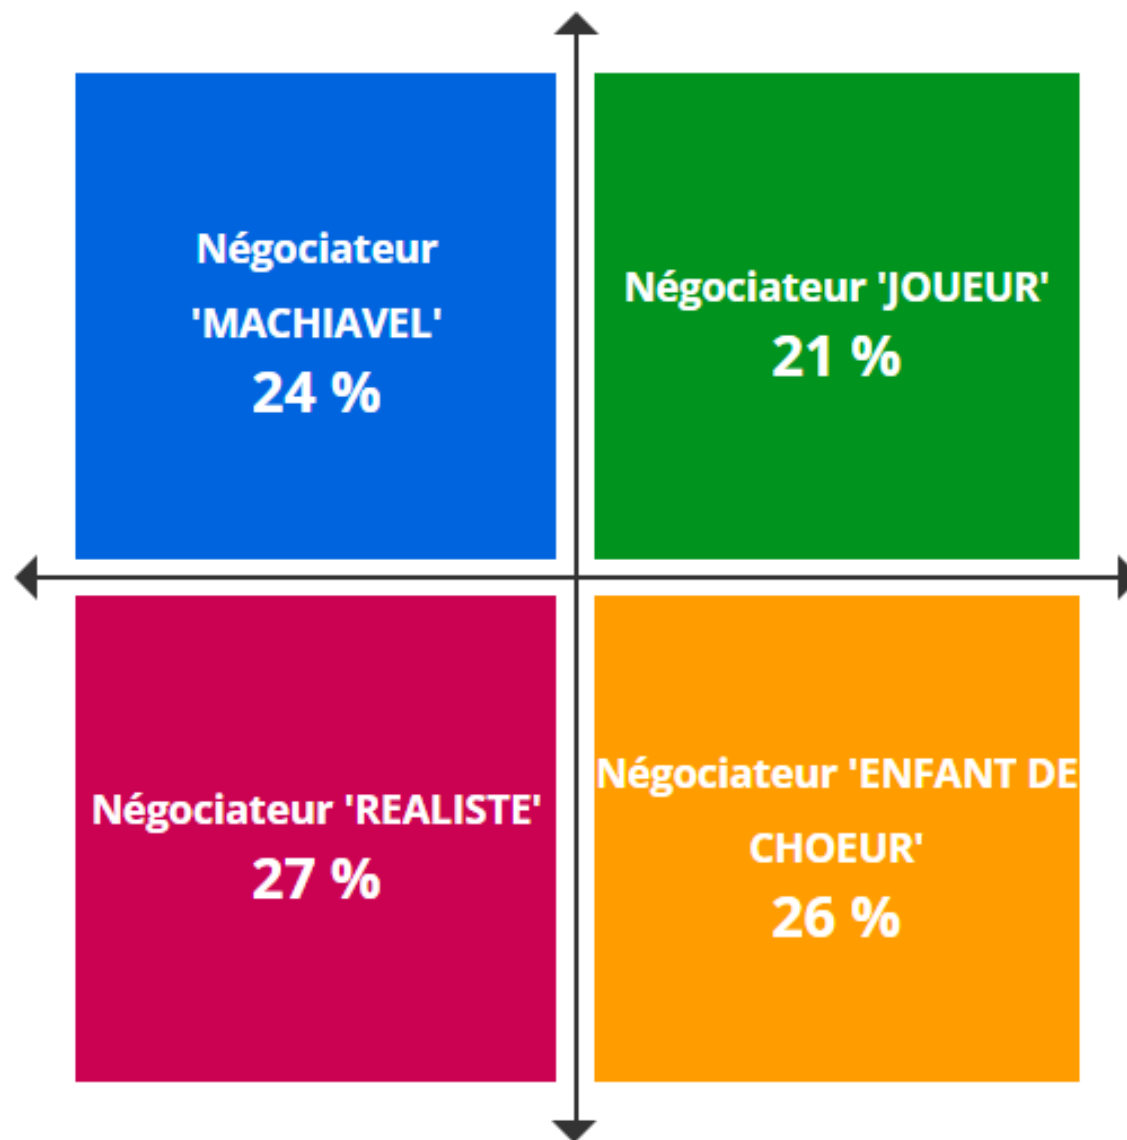 Négociateur
'MACHIAVEL'
24 %
Négociateur 'JOUEUR'
21 %
Négociateur 'REALISTE'
27 %
Négociateur 'ENFANT DE
CHOEUR'
26 %